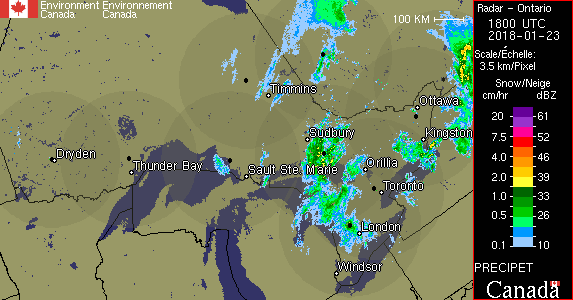 Environment Environnement
Canada Canada
100 KM
Timmins
Ottawa
Sudbury
Kingston
Dryden
Thunder Bay
Sault Ste. Marie
Orillia
Toronto
London
Windsor
Radar - Ontario
1800 UTC
2018-01-23
Scale/Échelle:
3.5 km/Pixel
Snow/Neige
cm/hr dBZ
20 61
7.5 57
5.5 52
4.0 46
2.0 39
1.0 33
0.5 26
0.1 10
PRECIPET
Canada